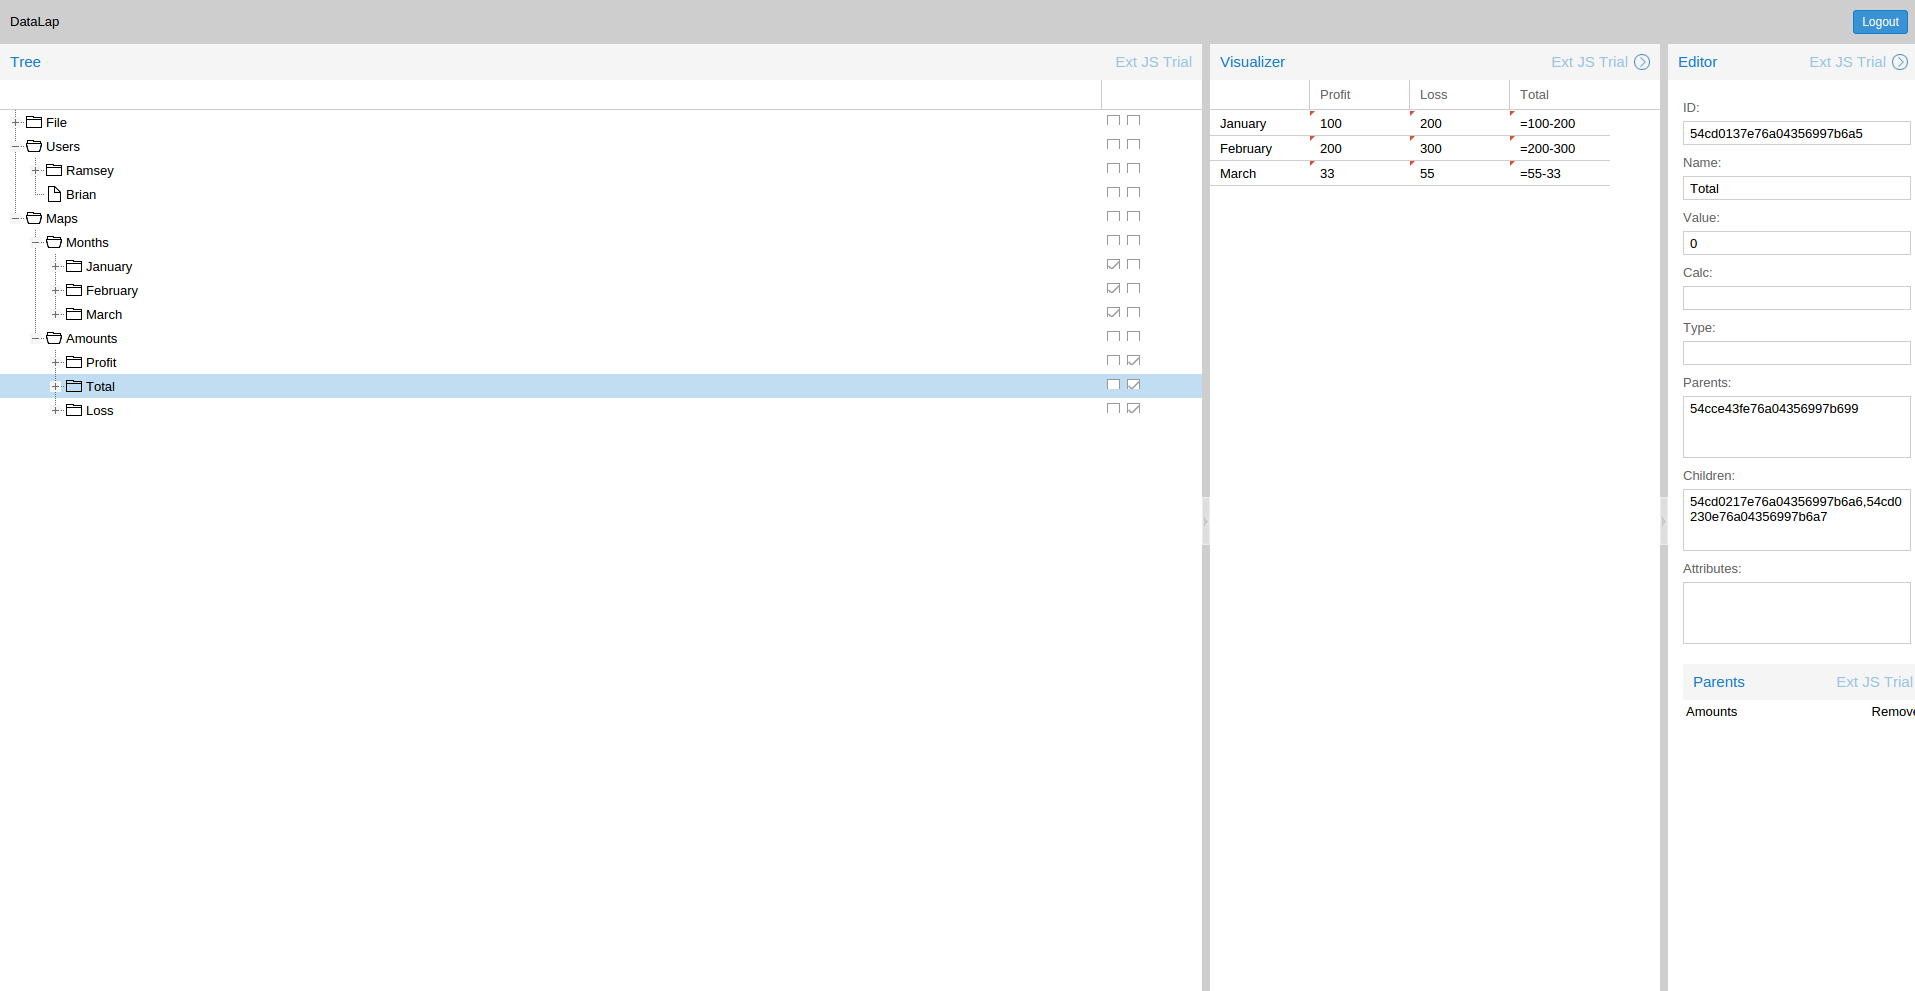 DataLap
Logout
Tree
Ext JS Trial
File
Users
Ramsey
Brian
Maps
Months
January
February
March
Amounts
Profit
Total
Loss
Visualizer
Ext JS Trial
Profit Loss Total
January 100 200 =100-200
February 200 300 =200-300
March 33 55 =55-33
Editor
Ext JS Trial
ID:
54cd0137e76a04356997b6a5
Name:
Total
Value:
0
Calc:
Type:
Parents:
54cce43fe76a04356997b699
Children:
54cd0217e76a04356997b6a6,54cd0
230e76a04356997b6a7
Attributes:
Parents
Ext JS Trial
Amounts
Remove